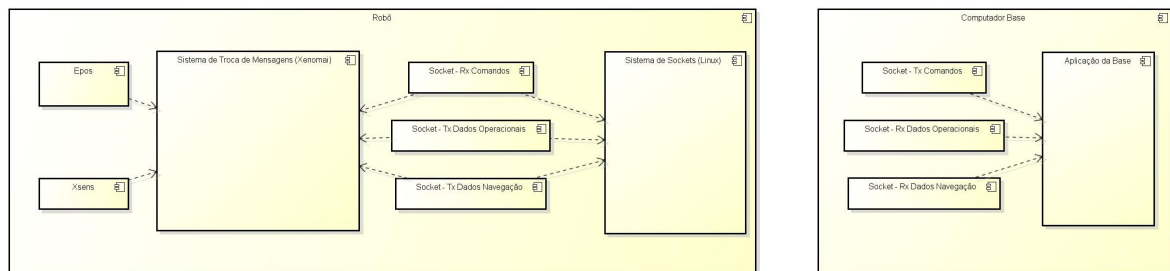 Robô
Epos
Xsens
Sistema de Troca de Mensagens (Xenomai)
Socket - Rx Comandos
Socket - Tx Dados Operacionais
Socket - Tx Dados Navegação
Sistema de Sockets (Linux)
Computador Base
Socket - Tx Comandos
Socket - Rx Dados Operacionais
Socket - Rx Dados Navegação
Aplicação da Base